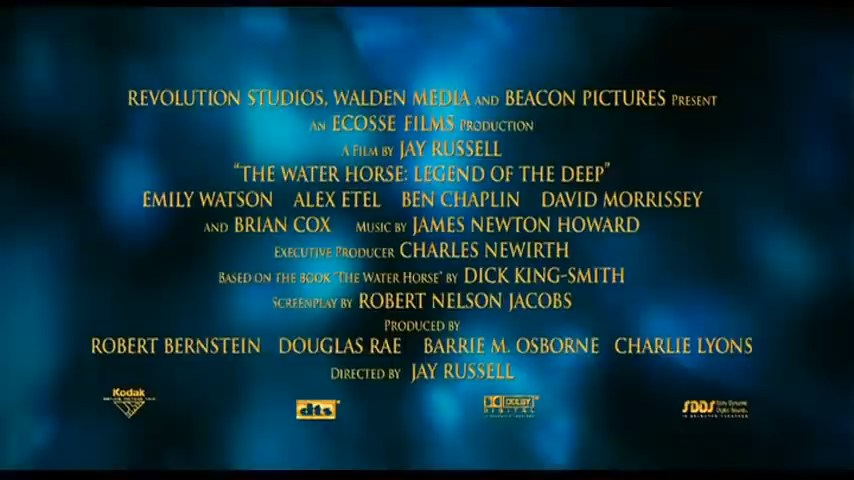 REVOLUTION STUDIOS, WALDEN MEDIA AND BEACON PICTURES PRESENT
AN ECOSSE FILMS PRODUCTION
A FILM BY JAY RUSSELL
"THE WATER HORSE: LEGEND OF THE DEEP"
EMILY WATSON ALEX ETEL BEN CHAPLIN DAVID MORRISSEY
AND BRIAN COX MUSIC BY JAMES NEWTON HOWARD
EXECUTIVE PRODUCER CHARLES NEWIRTH
BASED ON THE BOOK "THE WATER HORSE" BY DICK KING-SMITH
SCREENPLAY BY ROBERT NELSON JACOBS
PRODUCED BY
ROBERT BERNSTEIN DOUGLAS RAE BARRIE M. OSBORNE CHARLIE LYONS
DIRECTED BY JAY RUSSELL
Kodak dts DOLBY DIGITAL SDDS Sony Dynamic Digital Sound